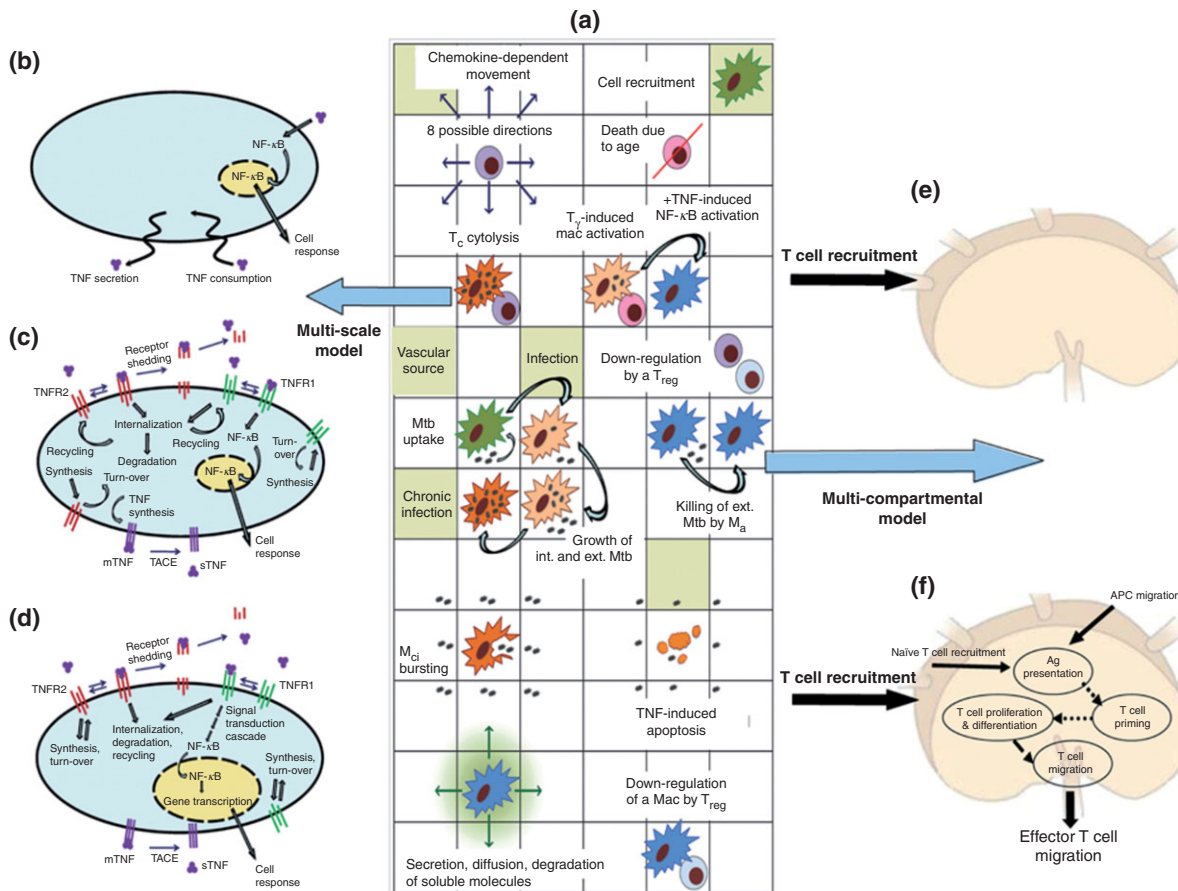 (a)
Chemokine-dependent
movement
Cell recruitment
8 possible directions
Death due
to age
+TNF-induced
NF-κB activation
Tγ-induced
mac activation
Tc cytolysis
Vascular
source
Infection
Down-regulation
by a Treg
Mtb
uptake
Chronic
infection
Killing of ext.
Mtb by Ma
Growth of
int. and ext. Mtb
Mci
bursting
TNF-induced
apoptosis
Down-regulation
of a Mac by Treg
Secretion, diffusion, degradation
of soluble molecules
(b)
NF-κB
NF-κB
Cell
response
TNF secretion
TNF consumption
Multi-scale
model
(c)
Receptor
shedding
TNFR2
TNFR1
Internalization
Recycling
NF-κB
Turn-
over
Recycling
Degradation
Synthesis
Turn-over
NF-κB
Synthesis
TNF
synthesis
Cell
response
mTNF
TACE
sTNF
(d)
Receptor
shedding
TNFR2
TNFR1
Signal
transduction
cascade
Internalization,
degradation,
recycling
Synthesis,
turn-over
NF-κB
Synthesis,
turn-over
NF-κB
Gene transcription
mTNF
TACE
sTNF
Cell
response
(e)
T cell recruitment
Multi-compartmental
model
(f)
APC migration
Naïve T cell recruitment
Ag
presentation
T cell recruitment
T cell proliferation
& differentiation
T cell
priming
T cell
migration
Effector T cell
migration